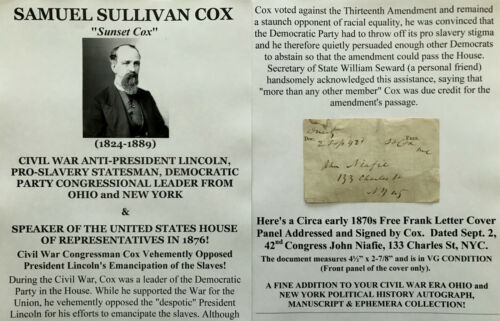 SAMUEL SULLIVAN COX
"Sunset Cox"
(1824-1889)
CIVIL WAR ANTI-PRESIDENT LINCOLN,
PRO-SLAVERY STATESMAN, DEMOCRATIC
PARTY CONGRESSIONAL LEADER FROM
OHIO and NEW YORK
&
SPEAKER OF THE UNITED STATES HOUSE
OF REPRESENTATIVES IN 1876!
Civil War Congressman Cox Vehemently Opposed
President Lincoln's Emancipation of the Slaves!
During the Civil War, Cox was a leader of the Democratic
Party in the House. While he supported the War for the
Union, he vehemently opposed the "despotic" President
Lincoln for his efforts to emancipate the slaves. Although
Cox voted against the Thirteenth Amendment and remained
a staunch opponent of racial equality, he was convinced that
the Democratic Party had to throw off its pro slavery stigma
and he therefore quietly persuaded enough other Democrats
to abstain so that the amendment could pass the House.
Secretary of State William Seward (a personal friend)
handsomely acknowledged this assistance, saying that
"more than any other member" Cox was due credit for the
amendment's passage.
John Niafie
133 Charles St
Here's a Circa early 1870s Free Frank Letter Cover
Panel Addressed and Signed by Cox. Dated Sept. 2,
42nd Congress John Niafie, 133 Charles St, NYC.
The document measures 4½" x 2-7/8" and is in VG CONDITION
(Front panel of the cover only).
A FINE ADDITION TO YOUR CIVIL WAR ERA OHIO and
NEW YORK POLITICAL HISTORY AUTOGRAPH,
MANUSCRIPT & EPHEMERA COLLECTION!